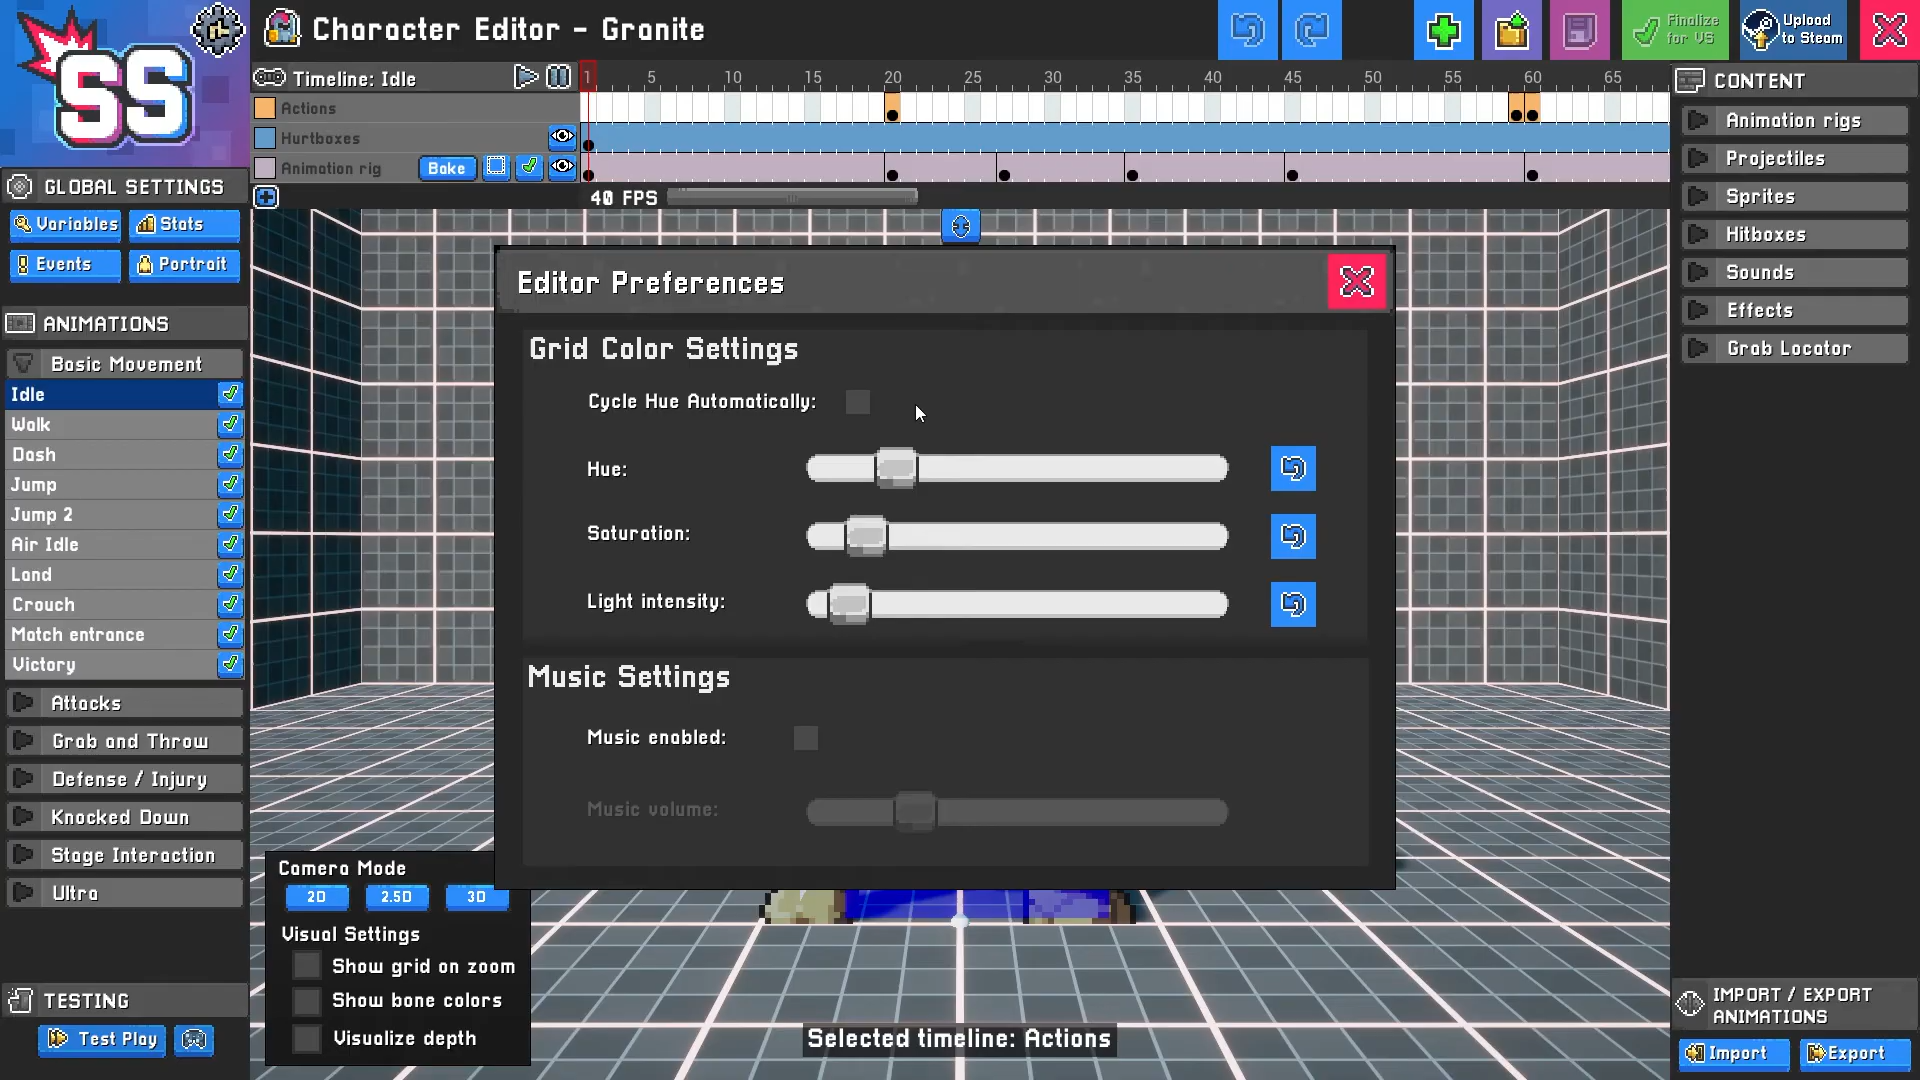 SS
Character Editor - Granite
Finalize
for VS
Upload
to Steam
Timeline: Idle
1 5 10 15 20 25 30 35 40 45 50 55 60 65
Actions
Hurtboxes
Animation rig
Bake
40 FPS
GLOBAL SETTINGS
Variables
Stats
Events
Portrait
ANIMATIONS
Basic Movement
Idle
Walk
Dash
Jump
Jump 2
Air Idle
Land
Crouch
Match entrance
Victory
Attacks
Grab and Throw
Defense / Injury
Knocked Down
Stage Interaction
Ultra
TESTING
Test Play
Editor Preferences
Grid Color Settings
Cycle Hue Automatically:
Hue:
Saturation:
Light intensity:
Music Settings
Music enabled:
Music volume:
Camera Mode
2D
2.5D
3D
Visual Settings
Show grid on zoom
Show bone colors
Visualize depth
Selected timeline: Actions
CONTENT
Animation rigs
Projectiles
Sprites
Hitboxes
Sounds
Effects
Grab Locator
IMPORT / EXPORT
ANIMATIONS
Import
Export